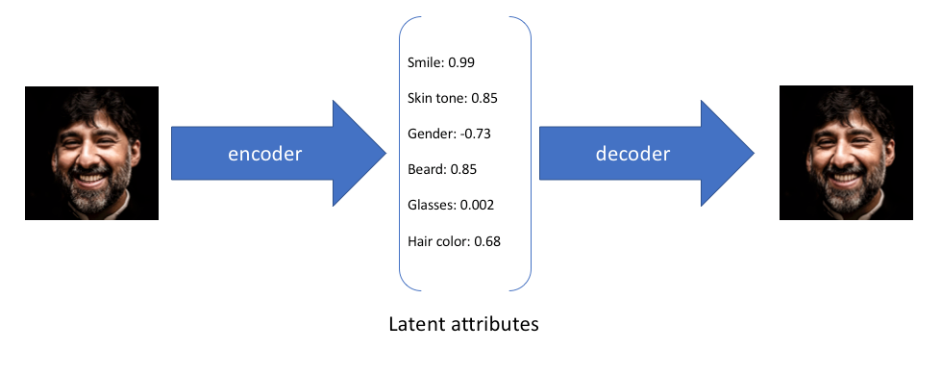 encoder
Smile: 0.99
Skin tone: 0.85
Gender: -0.73
Beard: 0.85
Glasses: 0.002
Hair color: 0.68
decoder
Latent attributes